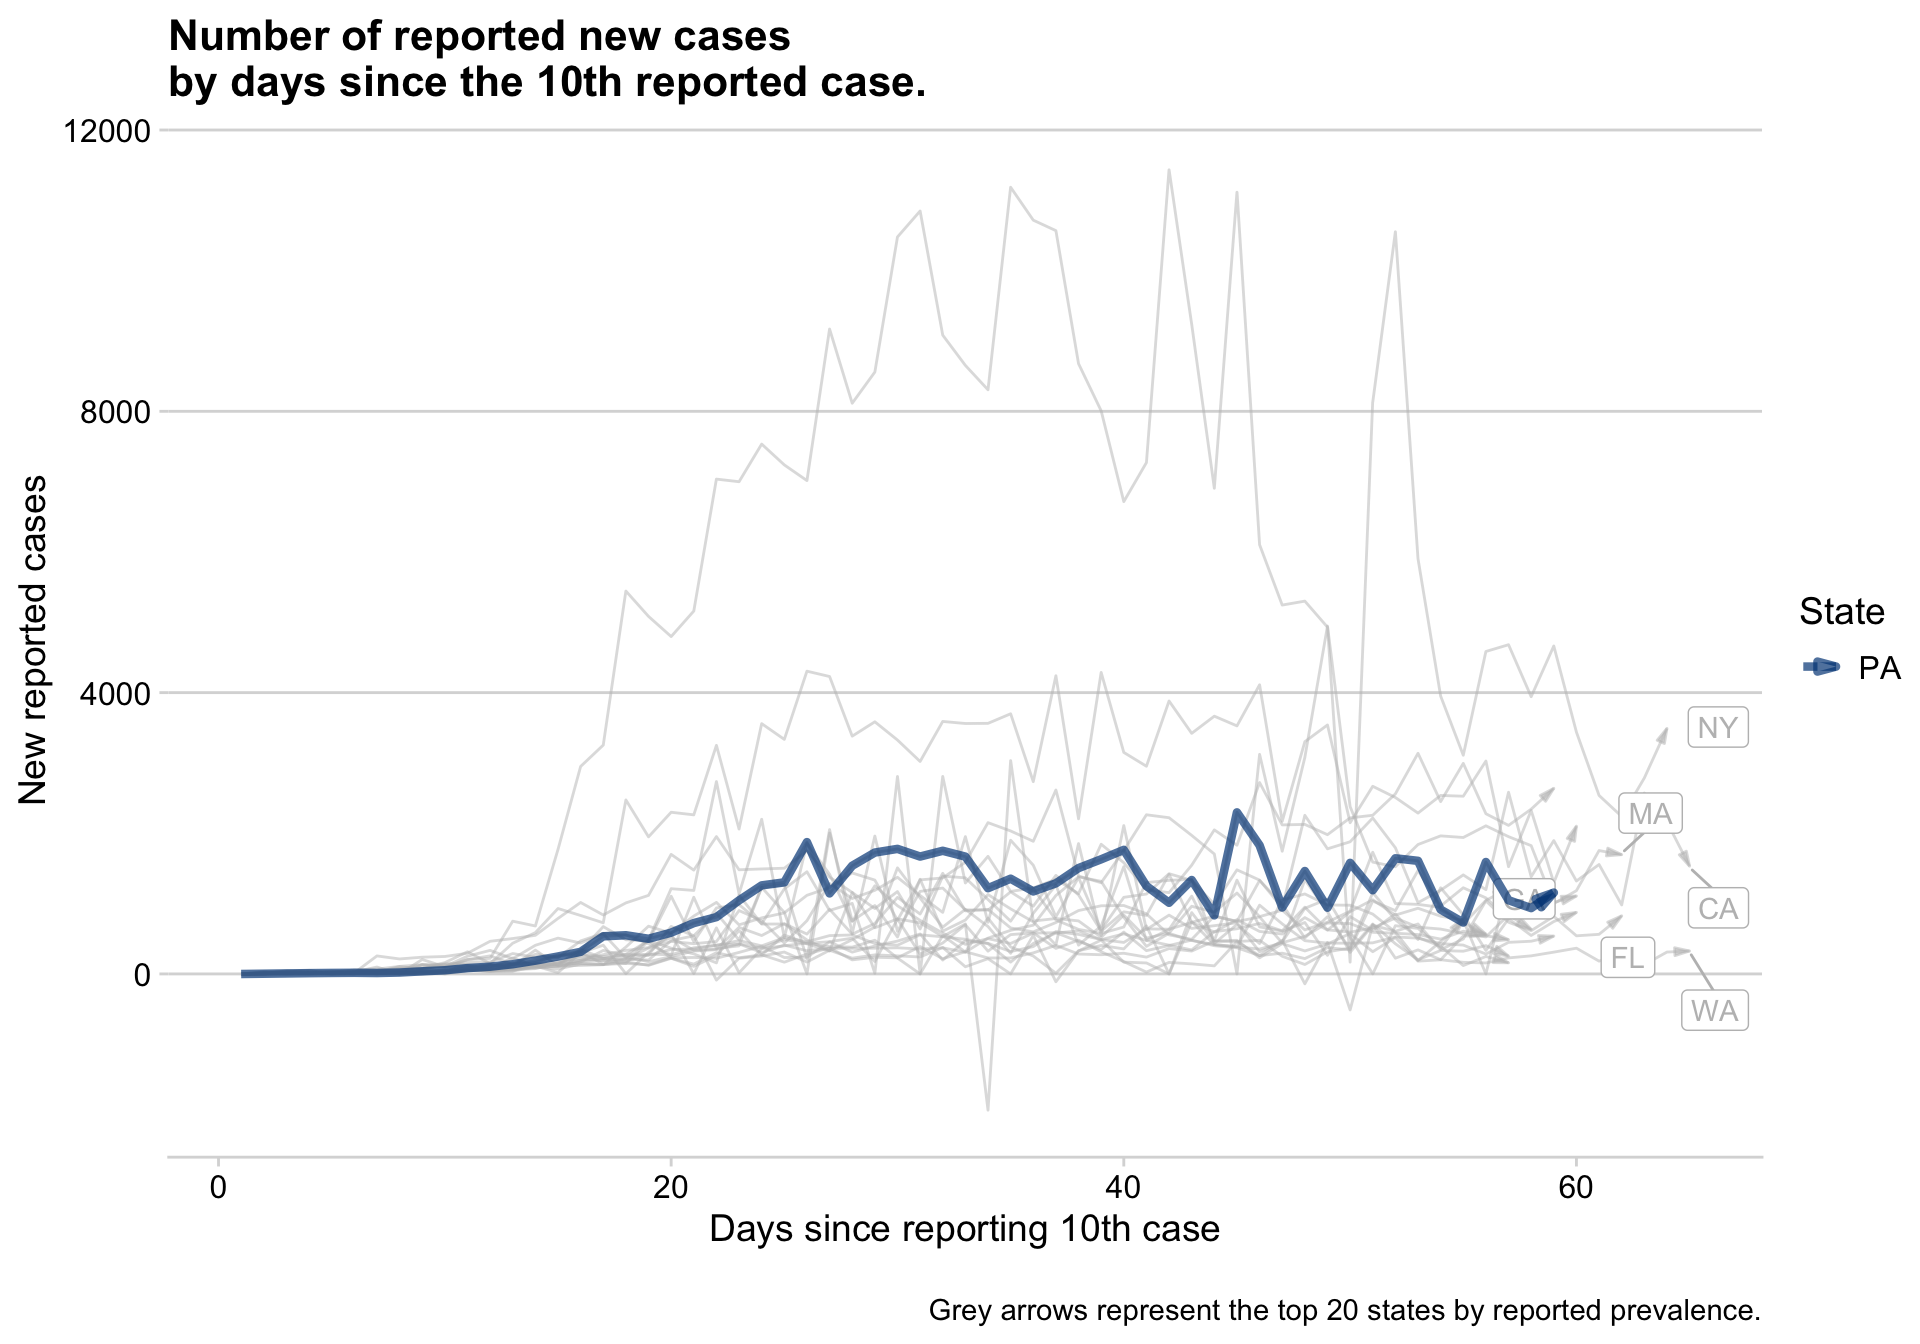 Number of reported new cases
by days since the 10th reported case.
12000
8000
4000
0
New reported cases
State
PA
NY
MA
CA
GA
FL
WA
0
20
40
60
Days since reporting 10th case
Grey arrows represent the top 20 states by reported prevalence.